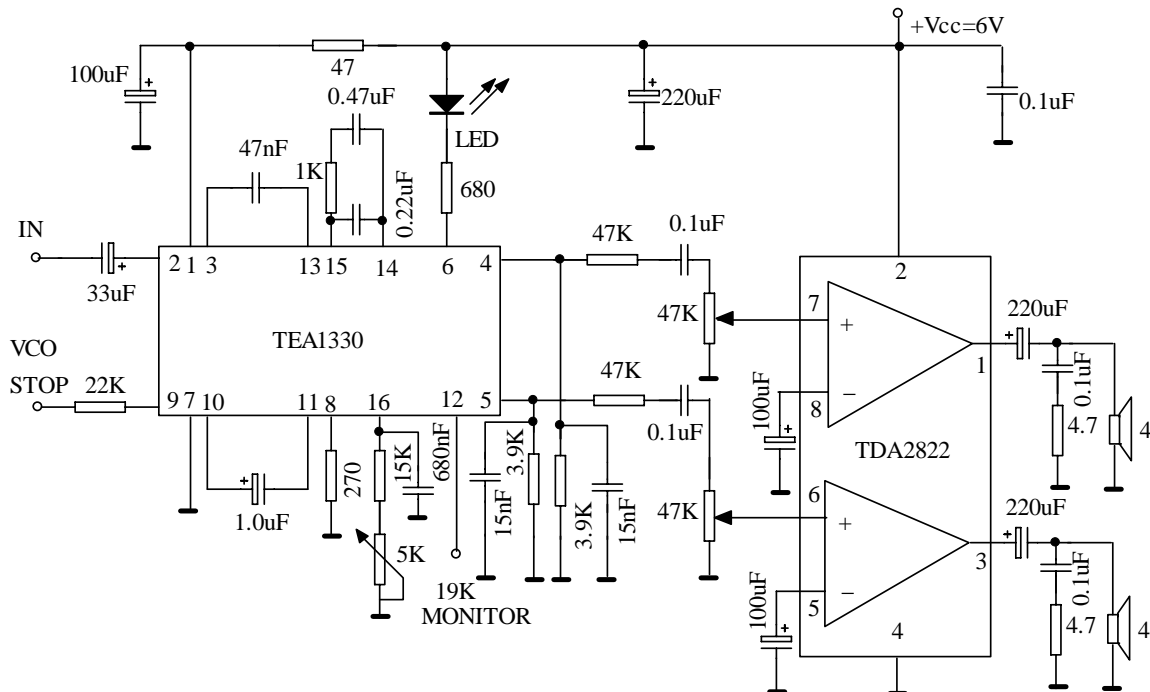 +Vcc=6V
100uF
+
47
0.47uF
+
220uF
0.1uF
LED
47nF
1K
0.22uF
680
IN
33uF
+
2
1
3
13
15
14
6
4
47K
0.1uF
47K
2
7
+
220uF
+
1
TEA1330
VCO
STOP
22K
9
7
10
11
8
16
12
5
47K
0.1uF
100uF
+
8
−
TDA2822
0.1uF
4.7
4
+
1.0uF
270
15K
680nF
15nF
3.9K
3.9K
15nF
47K
6
+
220uF
+
3
5K
19K
MONITOR
100uF
+
5
−
4
0.1uF
4.7
4